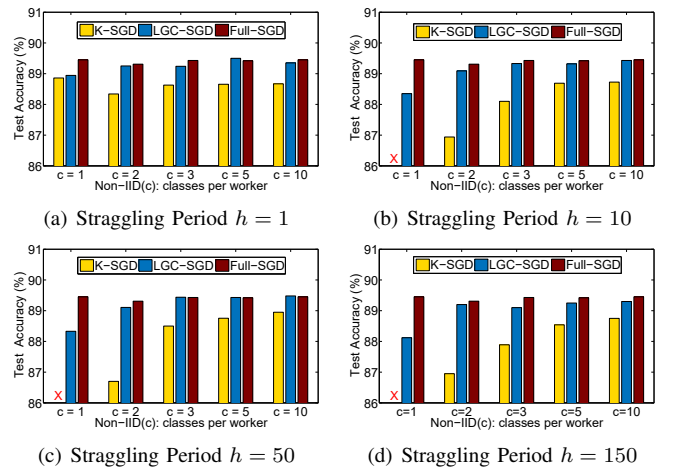 91
K-SGD LGC-SGD Full-SGD
90
89
88
87
86
Test Accuracy (%)
c = 1 c = 2 c = 3 c = 5 c = 10
Non-IID(c): classes per worker
(a) Straggling Period h = 1
91
K-SGD LGC-SGD Full-SGD
90
89
88
87
86
Test Accuracy (%)
X
c = 1 c = 2 c = 3 c = 5 c = 10
Non-IID(c): classes per worker
(b) Straggling Period h = 10
91
K-SGD LGC-SGD Full-SGD
90
89
88
87
86
Test Accuracy (%)
X
c = 1 c = 2 c = 3 c = 5 c = 10
Non-IID(c): classes per worker
(c) Straggling Period h = 50
91
K-SGD LGC-SGD Full-SGD
90
89
88
87
86
Test Accuracy (%)
X
c=1 c=2 c=3 c=5 c=10
Non-IID(c): classes per worker
(d) Straggling Period h = 150